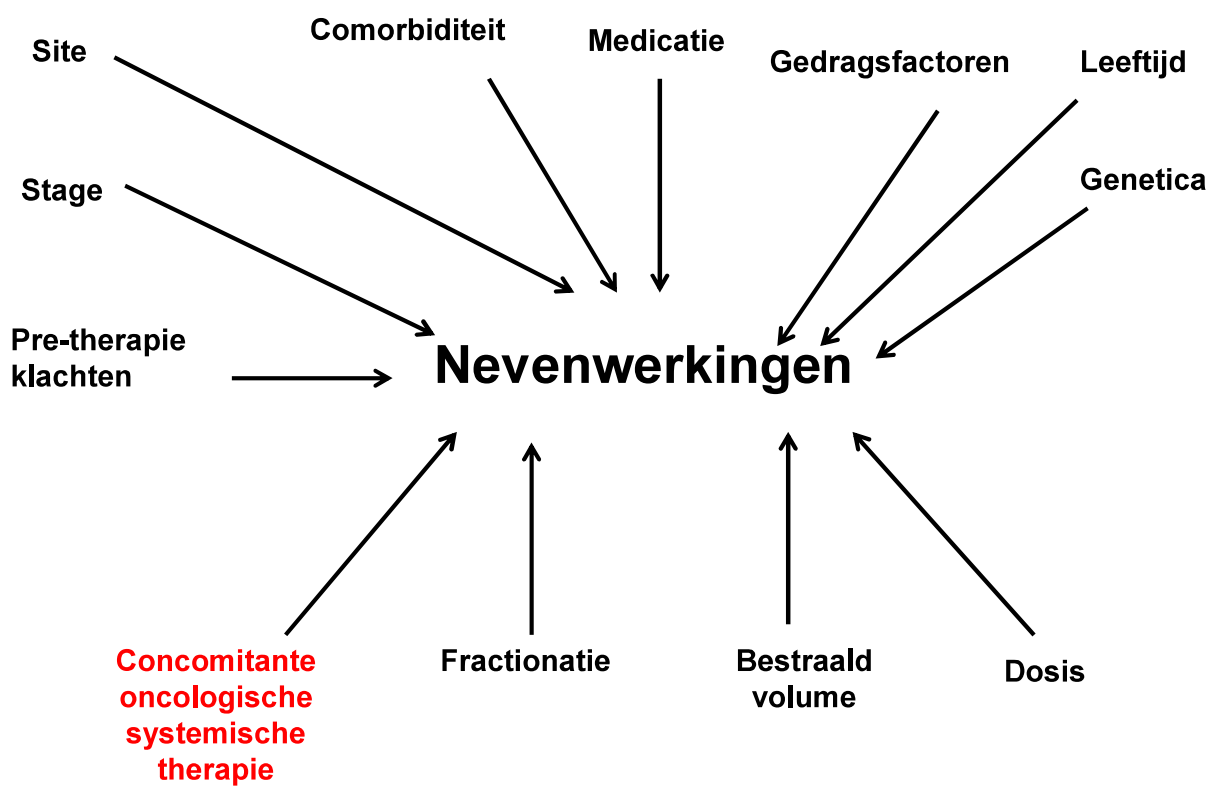 Site
Comorbiditeit
Medicatie
Gedragsfactoren
Leeftijd
Stage
Genetica
Pre-therapie
klachten
Nevenwerkingen
Concomitante
oncologische
systemische
therapie
Fractionatie
Bestraald
volume
Dosis